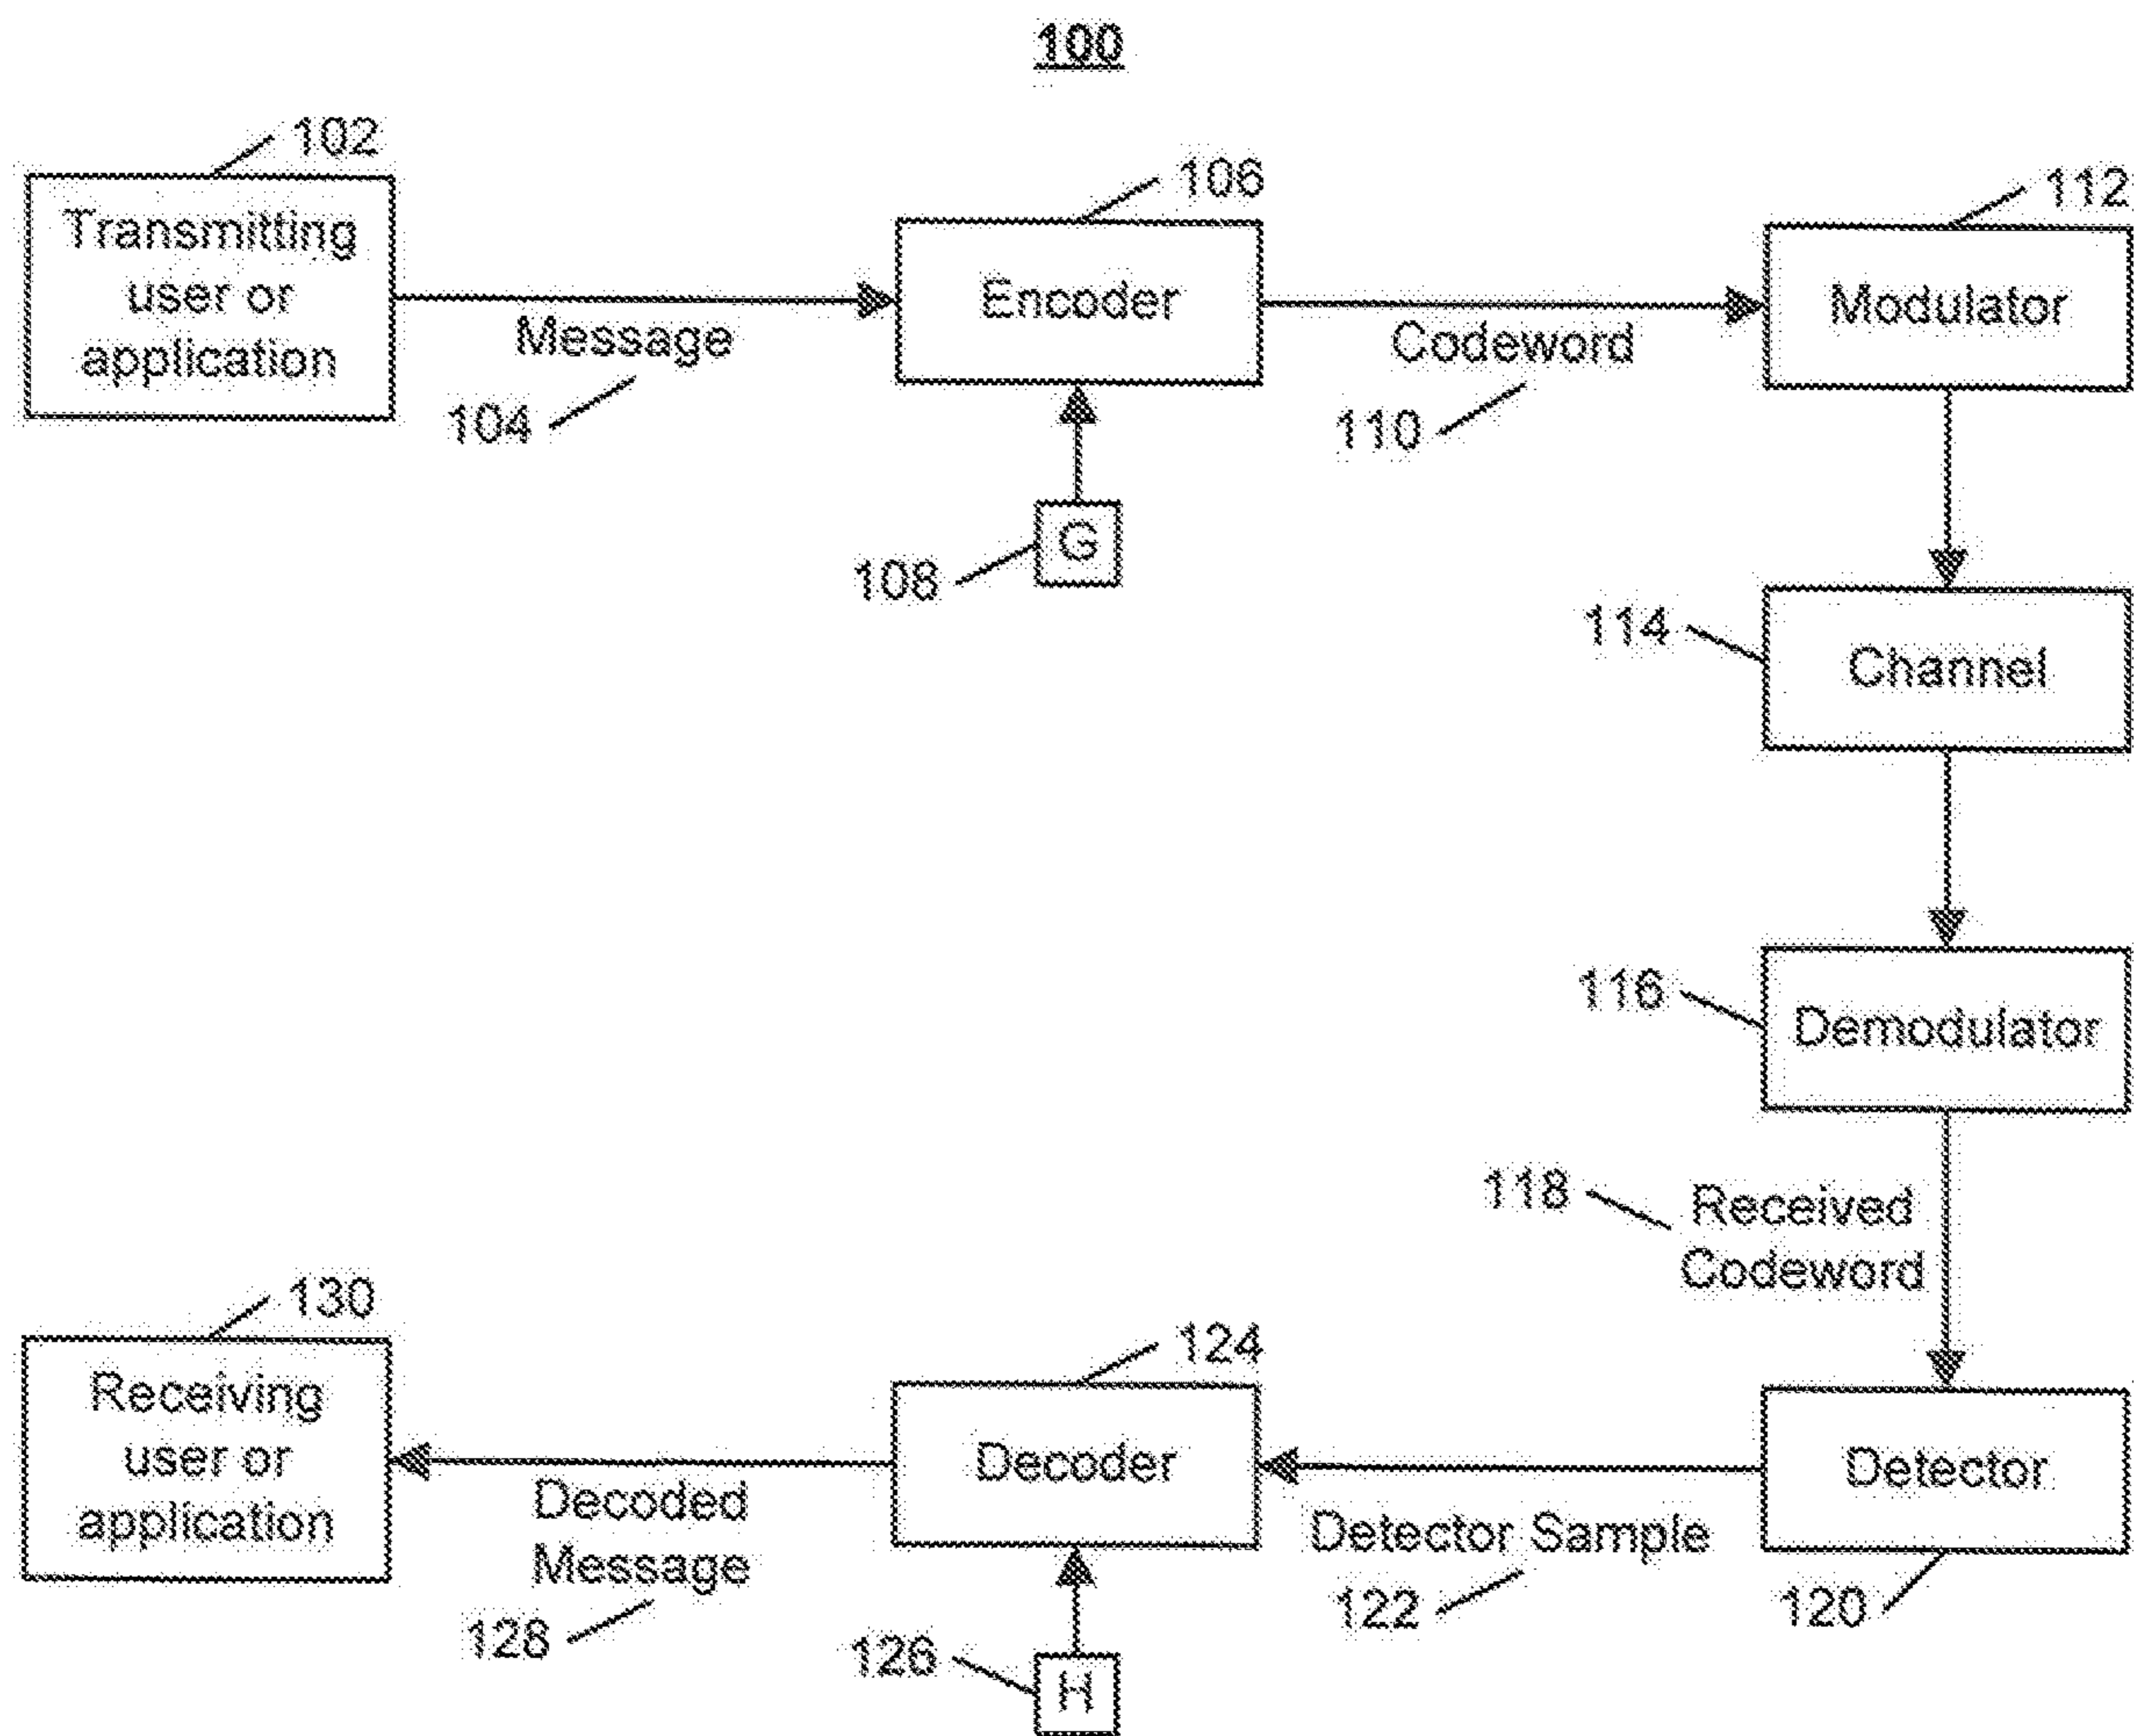 100
102
Transmitting
user or
application
Message
104
106
Encoder
G
108
Codeword
110
112
Modulator
114
Channel
116
Demodulator
118
Received
Codeword
Detector
120
Detector Sample
122
124
Decoder
H
126
Decoded
Message
128
130
Receiving
user or
application